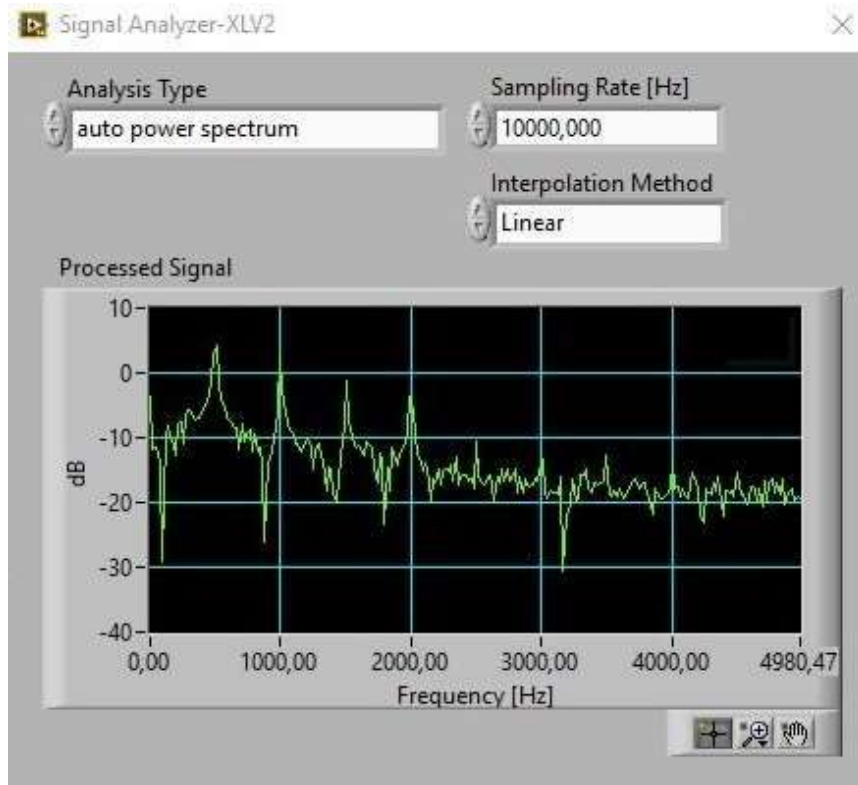 Signal Analyzer-XLV2
Analysis Type
auto power spectrum
Sampling Rate [Hz]
10000,000
Interpolation Method
Linear
Processed Signal
10
0
-10
-20
-30
-40
dB
0,00 1000,00 2000,00 3000,00 4000,00 4980,47
Frequency [Hz]